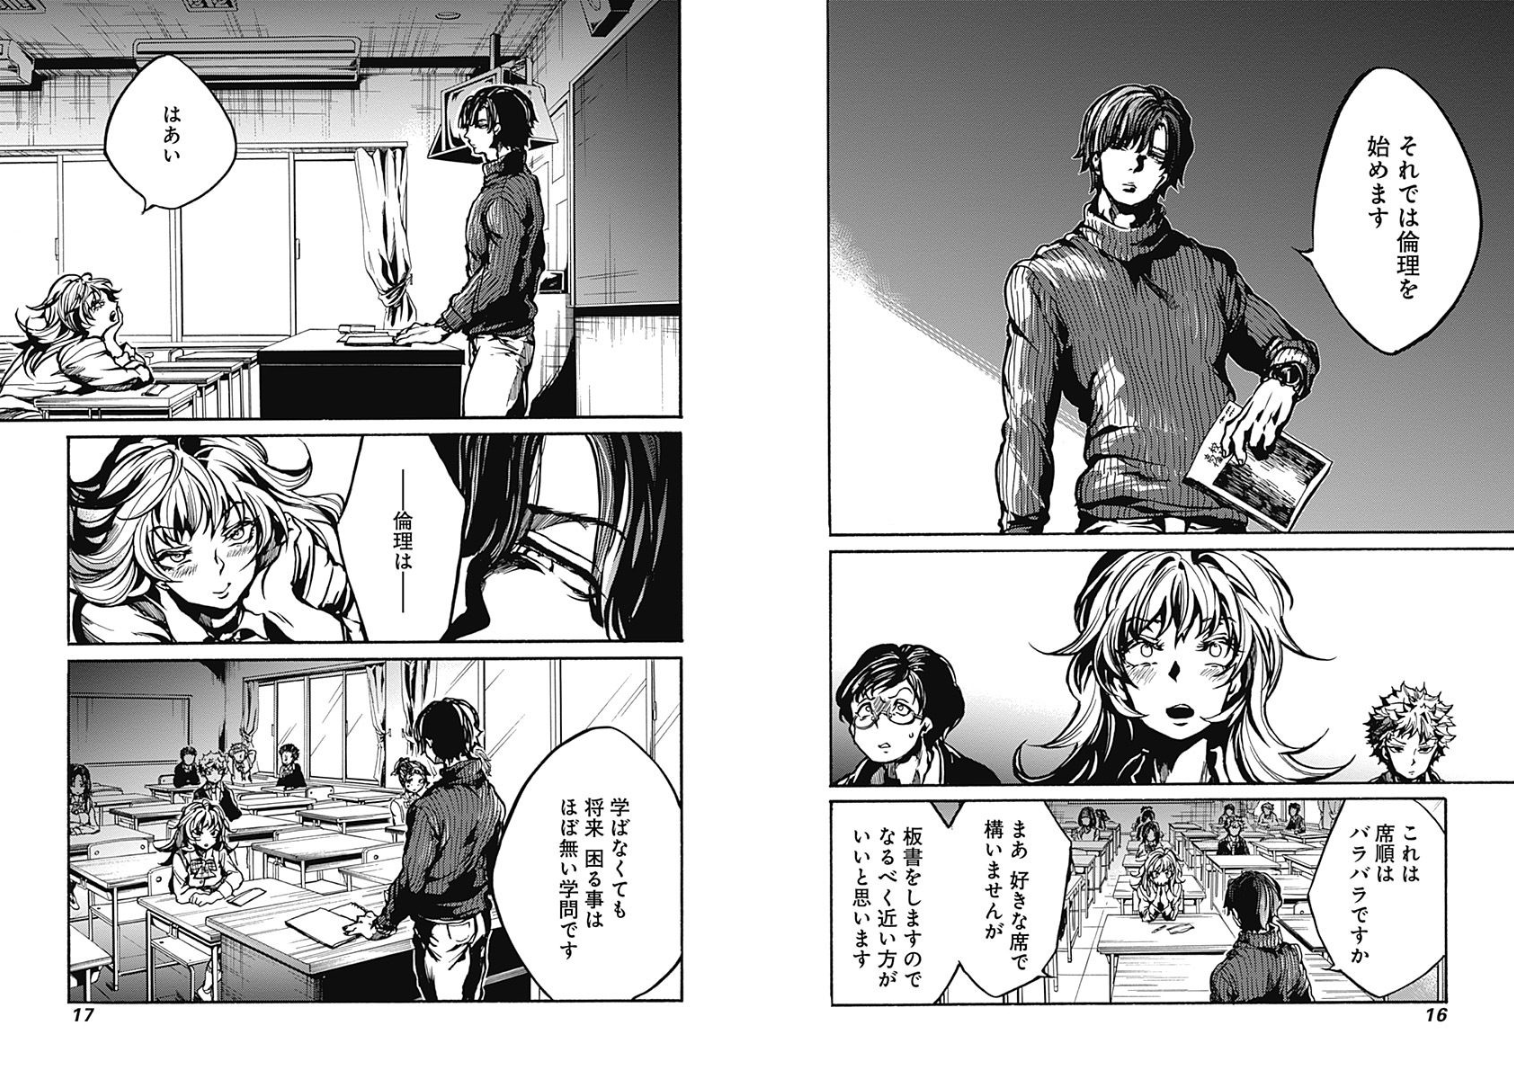 それでは倫理を
始めます
これは
席順は
バラバラですか
まあ 好きな席で
構いませんが
板書をしますので
なるべく近い方が
いいと思います
16
はあい
――倫理は――
学ばなくても
将来 困る事は
ほぼ無い学問です
17